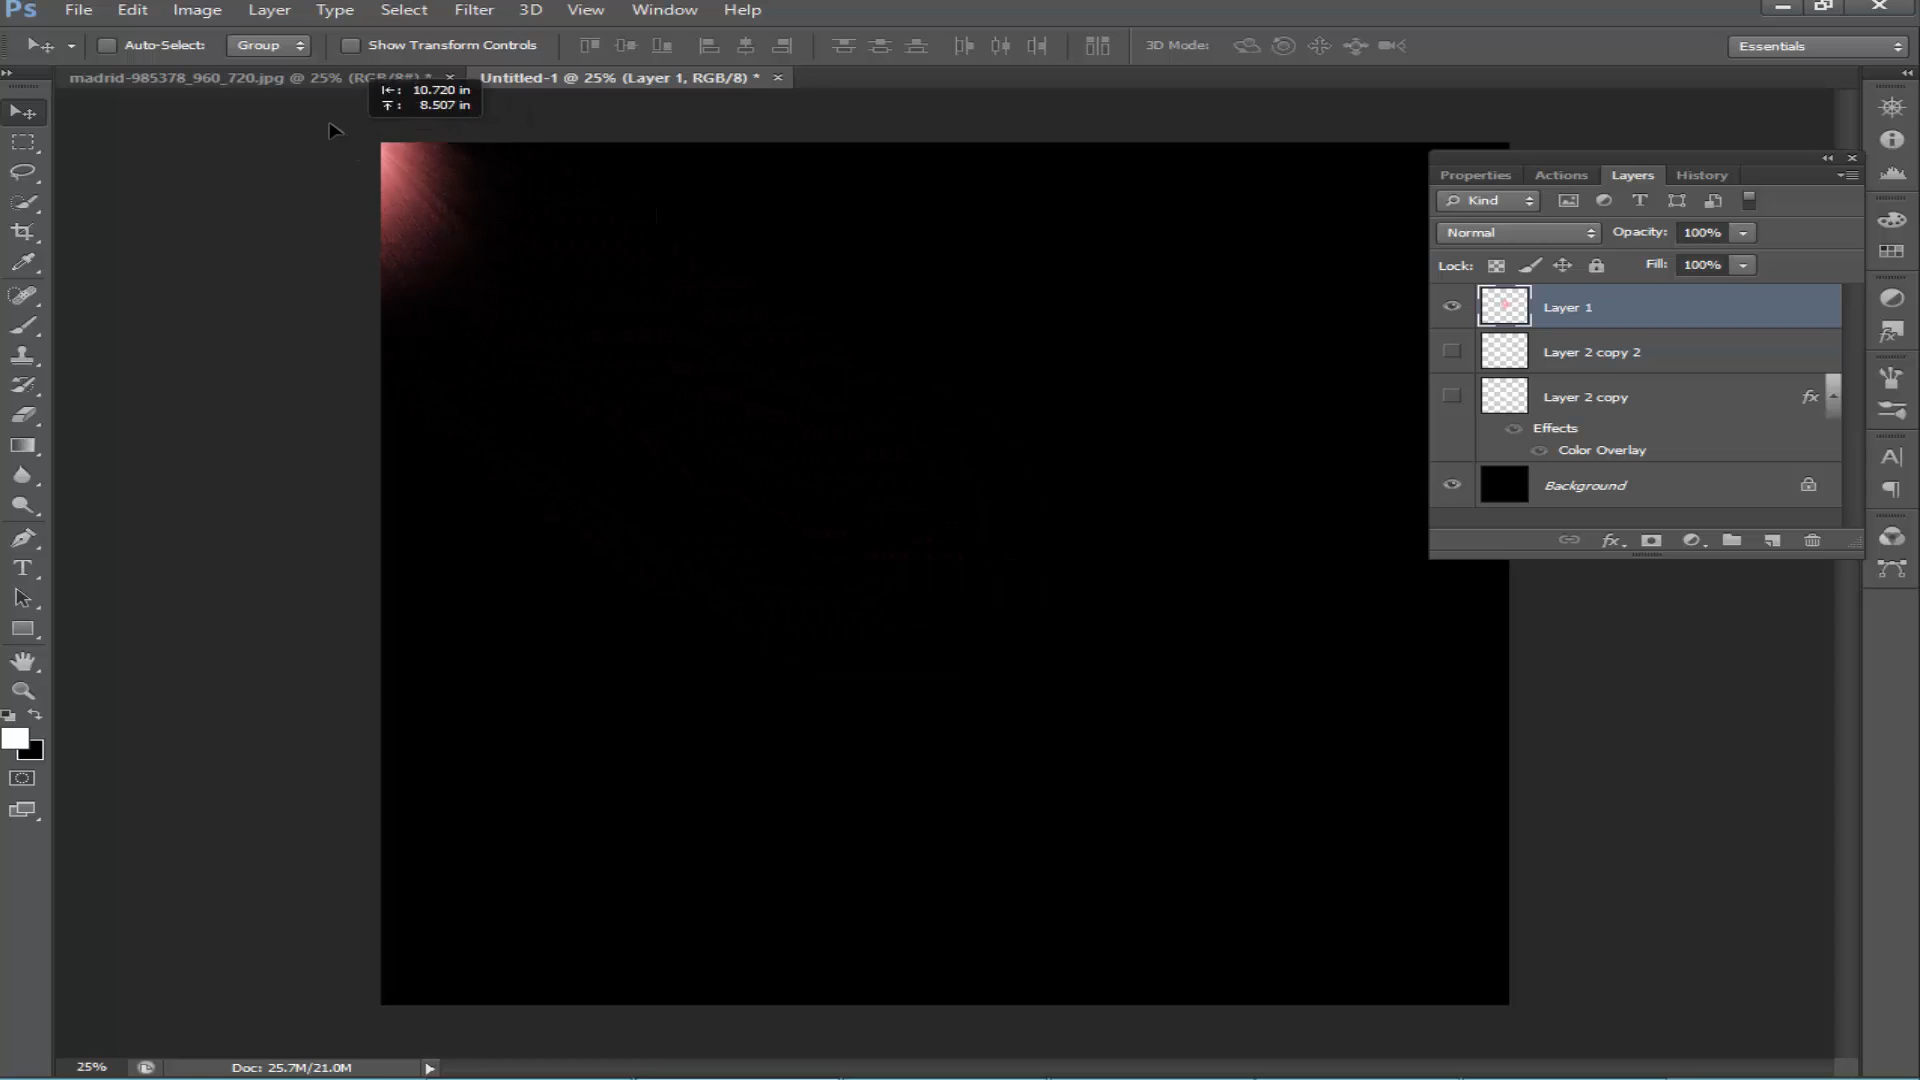 Ps File Edit Image Layer Type Select Filter 3D View Window Help
Auto-Select: Group Show Transform Controls 3D Mode: Essentials
madrid-985378_960_720.jpg @ 25% (RGB/8#) * × Untitled-1 @ 25% (Layer 1, RGB/8) * ×
10.720 in
8.507 in
Properties Actions Layers History
Kind
Normal Opacity: 100%
Lock: Fill: 100%
Layer 1
Layer 2 copy 2
Layer 2 copy fx
Effects
Color Overlay
Background
fx
25% Doc: 25.7M/21.0M